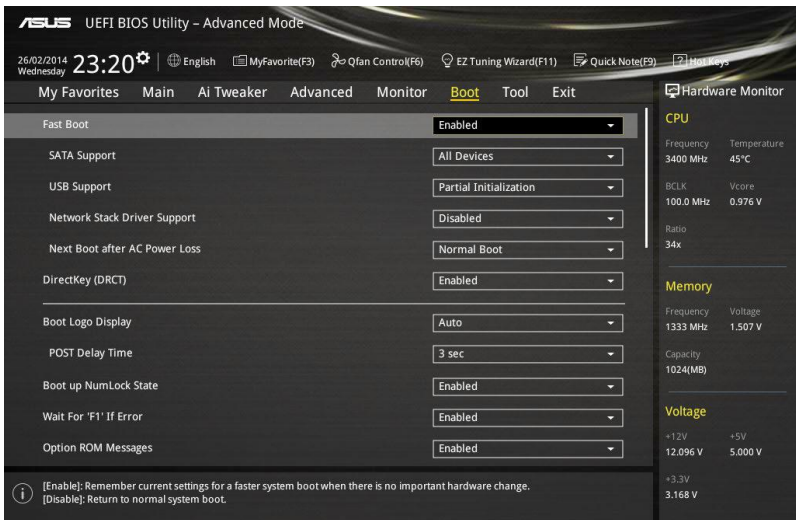 ASUS UEFI BIOS Utility – Advanced Mode
26/02/2014
Wednesday
23:20
English
MyFavorite(F3)
Qfan Control(F6)
EZ Tuning Wizard(F11)
Quick Note(F9)
? Hot Keys
My Favorites Main Ai Tweaker Advanced Monitor Boot Tool Exit
Fast Boot Enabled
SATA Support All Devices
USB Support Partial Initialization
Network Stack Driver Support Disabled
Next Boot after AC Power Loss Normal Boot
DirectKey (DRCT) Enabled
Boot Logo Display Auto
POST Delay Time 3 sec
Boot up NumLock State Enabled
Wait For 'F1' If Error Enabled
Option ROM Messages Enabled
i
[Enable]: Remember current settings for a faster system boot when there is no important hardware change.
[Disable]: Return to normal system boot.
Hardware Monitor
CPU
Frequency Temperature
3400 MHz 45°C
BCLK Vcore
100.0 MHz 0.976 V
Ratio
34x
Memory
Frequency Voltage
1333 MHz 1.507 V
Capacity
1024(MB)
Voltage
+12V +5V
12.096 V 5.000 V
+3.3V
3.168 V